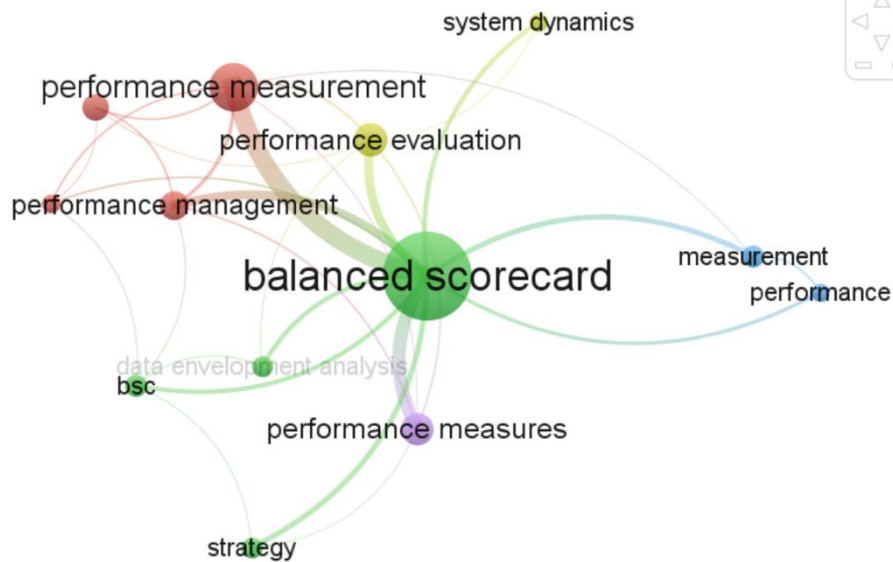 system dynamics
performance measurement
performance evaluation
performance management
measurement
balanced scorecard
performance
data envelopment analysis
bsc
performance measures
strategy